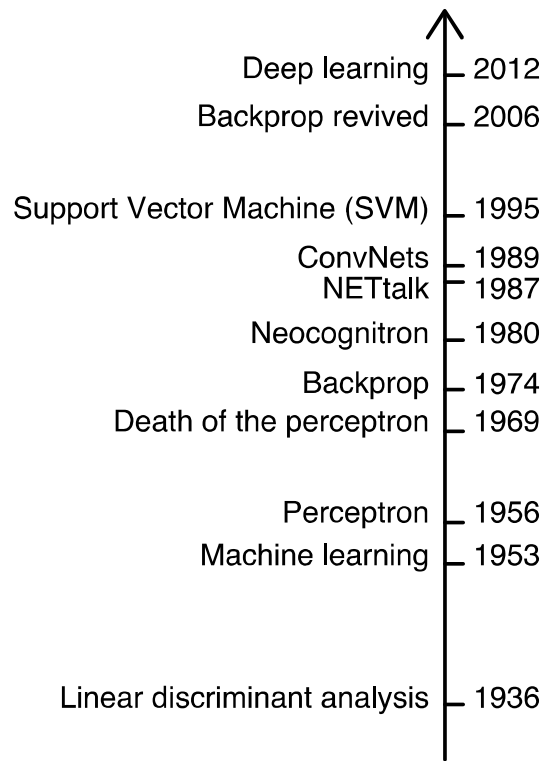 Deep learning 2012
Backprop revived 2006
Support Vector Machine (SVM) 1995
ConvNets 1989
NETtalk 1987
Neocognitron 1980
Backprop 1974
Death of the perceptron 1969
Perceptron 1956
Machine learning 1953
Linear discriminant analysis 1936